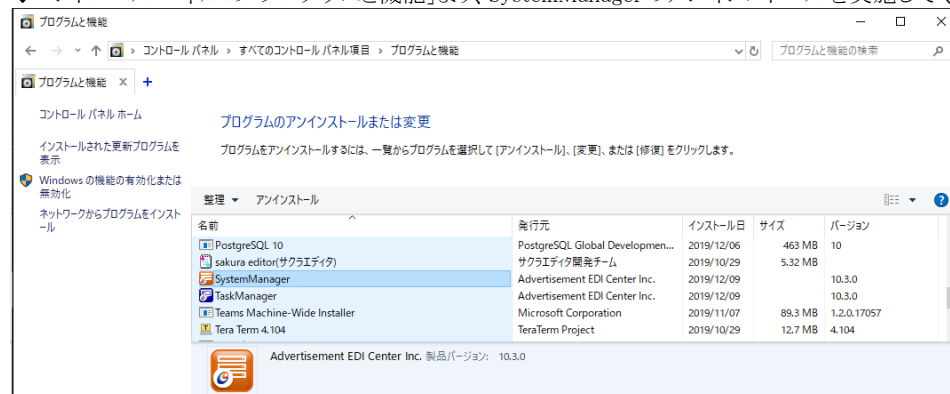 プログラムと機能
コントロール パネル › すべてのコントロール パネル項目 › プログラムと機能
プログラムと機能の検索
プログラムと機能
コントロール パネル ホーム
インストールされた更新プログラムを
表示
Windows の機能の有効化または
無効化
ネットワークからプログラムをインスト
ール
プログラムのアンインストールまたは変更
プログラムをアンインストールするには、一覧からプログラムを選択して [アンインストール]、[変更]、または [修復] をクリックします。
整理 アンインストール
名前 発行元 インストール日 サイズ バージョン
PostgreSQL 10 PostgreSQL Global Developmen... 2019/12/06 463 MB 10
sakura editor(サクラエディタ) サクラエディタ開発チーム 2019/10/29 5.32 MB
SystemManager Advertisement EDI Center Inc. 2019/12/09 10.3.0
TaskManager Advertisement EDI Center Inc. 2019/12/09 10.3.0
Teams Machine-Wide Installer Microsoft Corporation 2019/11/07 89.3 MB 1.2.0.17057
Tera Term 4.104 TeraTerm Project 2019/10/29 12.7 MB 4.104
Advertisement EDI Center Inc. 製品バージョン: 10.3.0